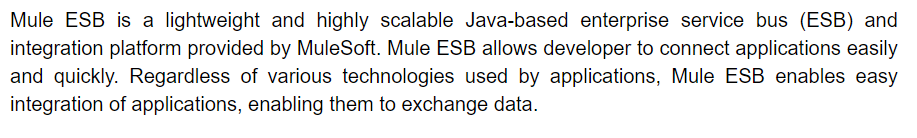 Mule ESB is a lightweight and highly scalable Java-based enterprise service bus (ESB) and
integration platform provided by MuleSoft. Mule ESB allows developer to connect applications easily
and quickly. Regardless of various technologies used by applications, Mule ESB enables easy
integration of applications, enabling them to exchange data.